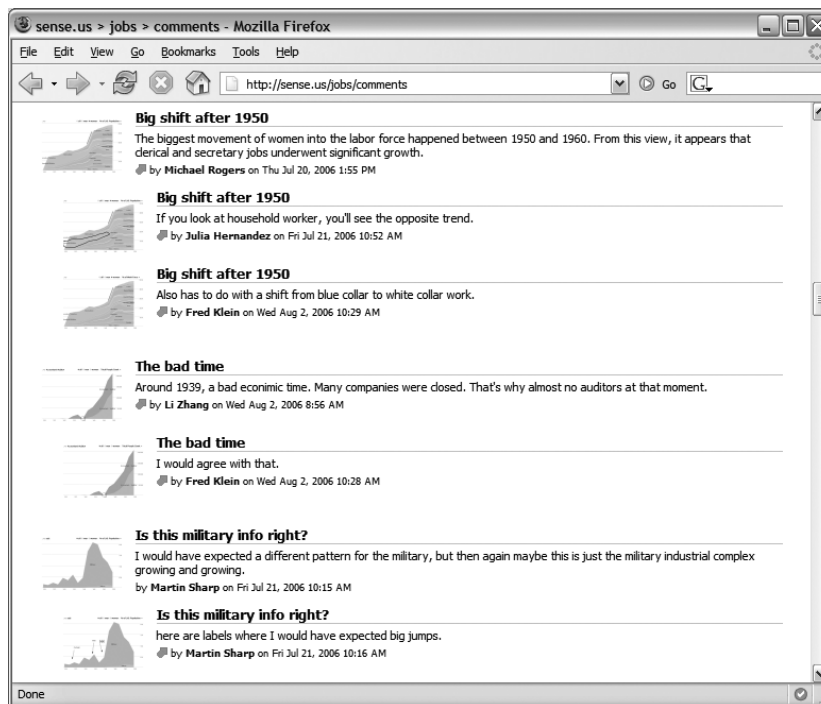 sense.us > jobs > comments - Mozilla Firefox
File Edit View Go Bookmarks Tools Help
http://sense.us/jobs/comments Go G
Big shift after 1950
The biggest movement of women into the labor force happened between 1950 and 1960. From this view, it appears that
clerical and secretary jobs underwent significant growth.
by Michael Rogers on Thu Jul 20, 2006 1:55 PM
Big shift after 1950
If you look at household worker, you'll see the opposite trend.
by Julia Hernandez on Fri Jul 21, 2006 10:52 AM
Big shift after 1950
Also has to do with a shift from blue collar to white collar work.
by Fred Klein on Wed Aug 2, 2006 10:29 AM
The bad time
Around 1939, a bad econimic time. Many companies were closed. That's why almost no auditors at that moment.
by Li Zhang on Wed Aug 2, 2006 8:56 AM
The bad time
I would agree with that.
by Fred Klein on Wed Aug 2, 2006 10:28 AM
Is this military info right?
I would have expected a different pattern for the military, but then again maybe this is just the military industrial complex
growing and growing.
by Martin Sharp on Fri Jul 21, 2006 10:15 AM
Is this military info right?
here are labels where I would have expected big jumps.
by Martin Sharp on Fri Jul 21, 2006 10:16 AM
Done